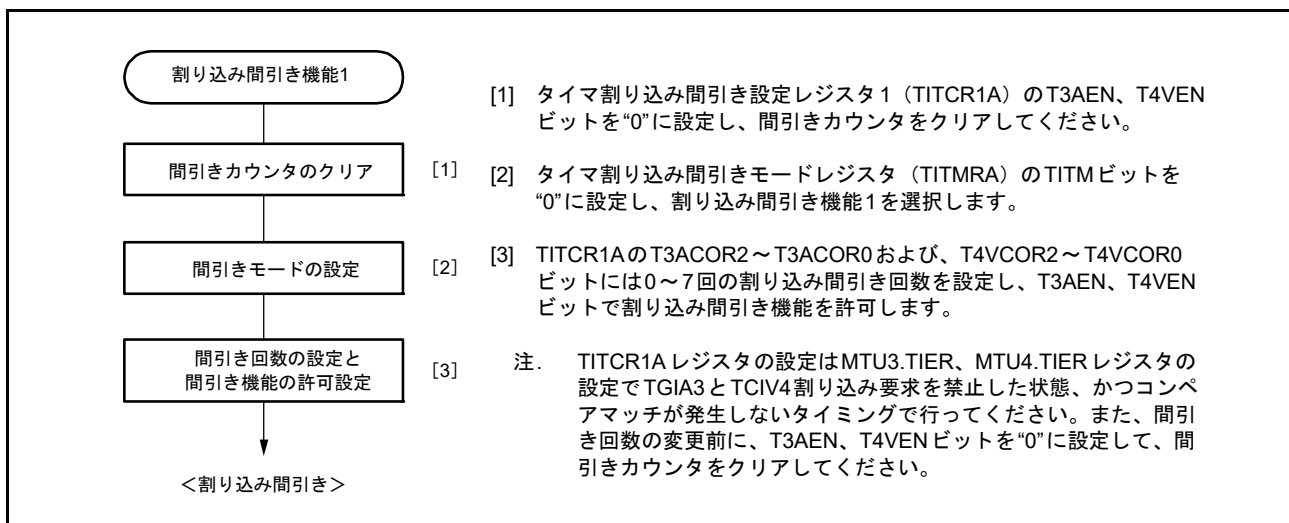 割り込み間引き機能1
間引きカウンタのクリア
[1]
間引きモードの設定
[2]
間引き回数の設定と
間引き機能の許可設定
[3]
＜割り込み間引き＞
[1] タイマ割り込み間引き設定レジスタ1（TITCR1A）のT3AEN、T4VEN
ビットを“0”に設定し、間引きカウンタをクリアしてください。
[2] タイマ割り込み間引きモードレジスタ（TITMRA）のTITMビットを
“0”に設定し、割り込み間引き機能1を選択します。
[3] TITCR1AのT3ACOR2～T3ACOR0および、T4VCOR2～T4VCOR0
ビットには0～7回の割り込み間引き回数を設定し、T3AEN、T4VEN
ビットで割り込み間引き機能を許可します。
注. TITCR1Aレジスタの設定はMTU3.TIER、MTU4.TIERレジスタの
設定でTGIA3とTCIV4割り込み要求を禁止した状態、かつコンペ
アマッチが発生しないタイミングで行ってください。また、間引
き回数の変更前に、T3AEN、T4VENビットを“0”に設定して、間
引きカウンタをクリアしてください。